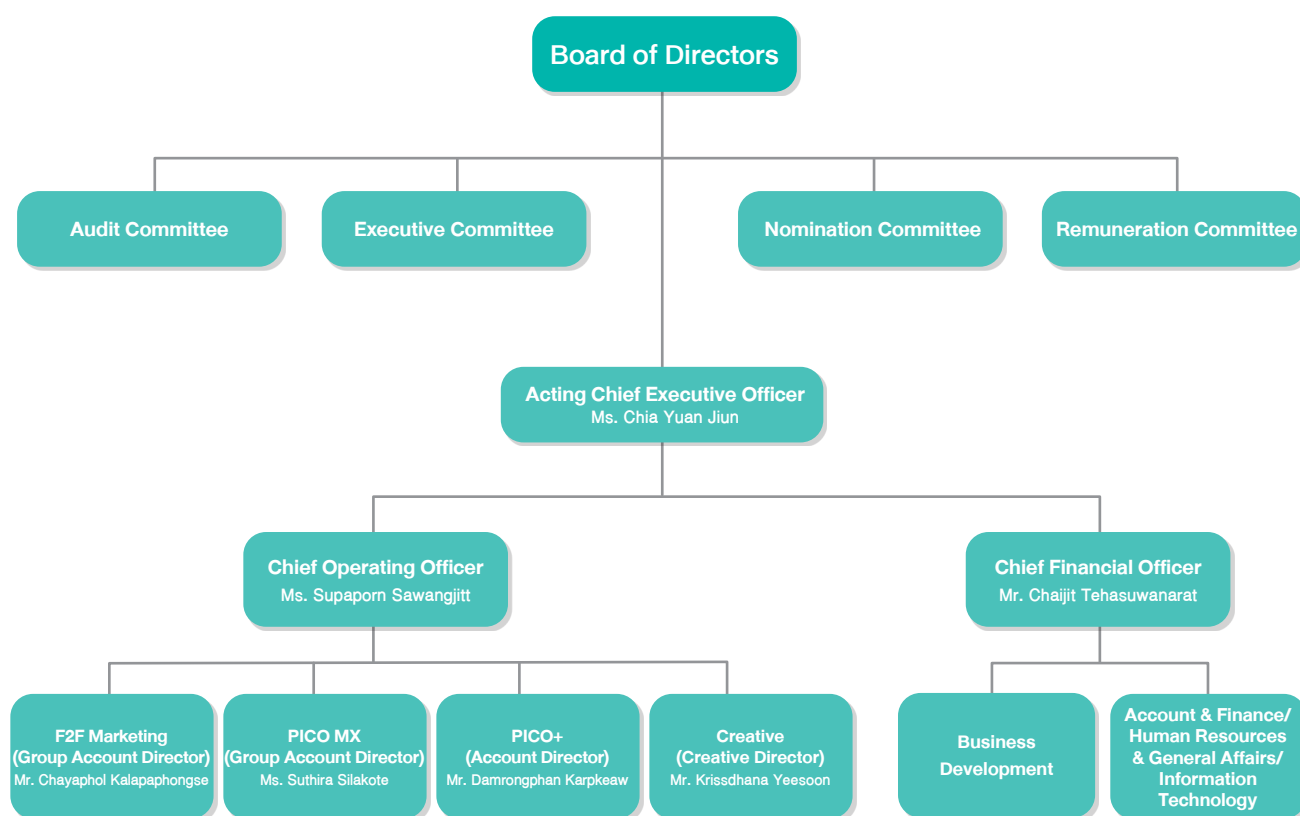 Board of Directors
Audit Committee
Executive Committee
Nomination Committee
Remuneration Committee
Acting Chief Executive Officer
Ms. Chia Yuan Jiun
Chief Operating Officer
Ms. Supaporn Sawangjitt
Chief Financial Officer
Mr. Chaijit Tehasuwanarat
F2F Marketing
(Group Account Director)
Mr. Chayaphol Kalapaphongse
PICO MX
(Group Account Director)
Ms. Suthira Silakote
PICO+
(Account Director)
Mr. Damrongphan Karpkeaw
Creative
(Creative Director)
Mr. Krissdhana Yeesoon
Business
Development
Account & Finance/
Human Resources
& General Affairs/
Information
Technology